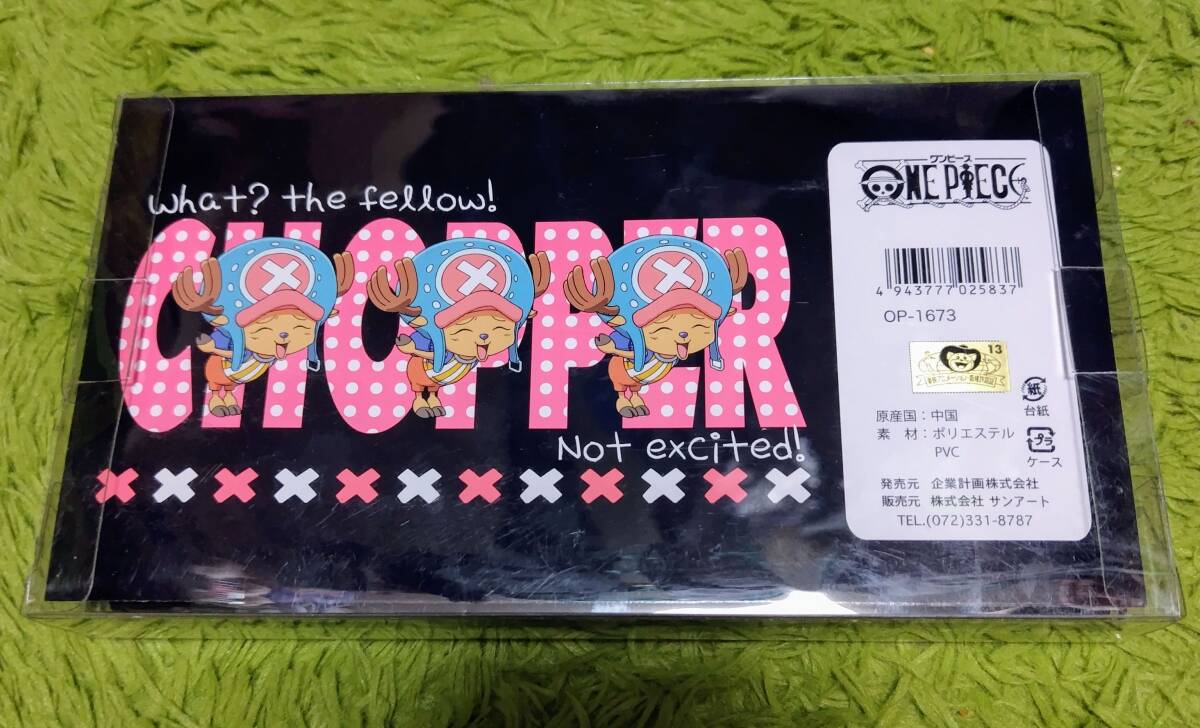 what? the fellow!
CHOPPER
Not excited!
ワンピース
ONE PIECE
4 943777 025837
OP-1673
13
紙
台紙
プラ
ケース
原産国：中国
素　材：ポリエステル
PVC
発売元　企業計画株式会社
販売元　株式会社 サンアート
TEL.(072)331-8787